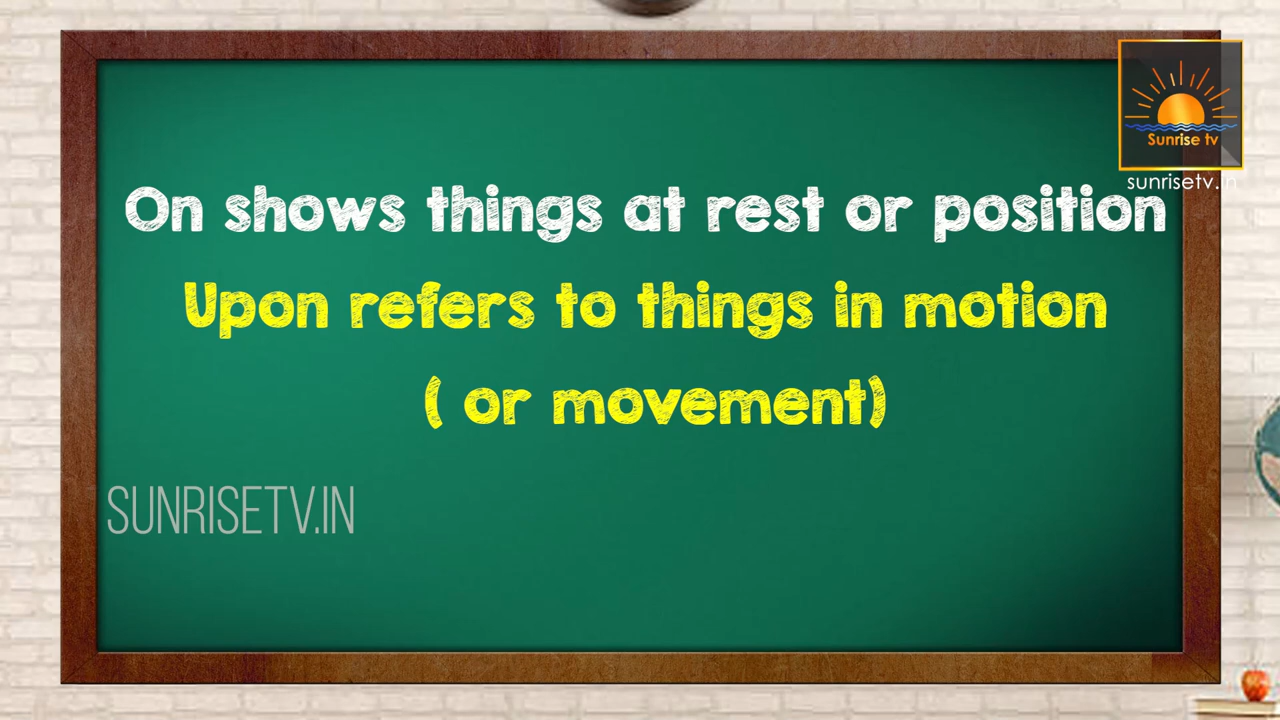 Sunrise tv
sunrisetv.in
On shows things at rest or position
Upon refers to things in motion
( or movement)
SUNRISETV.IN